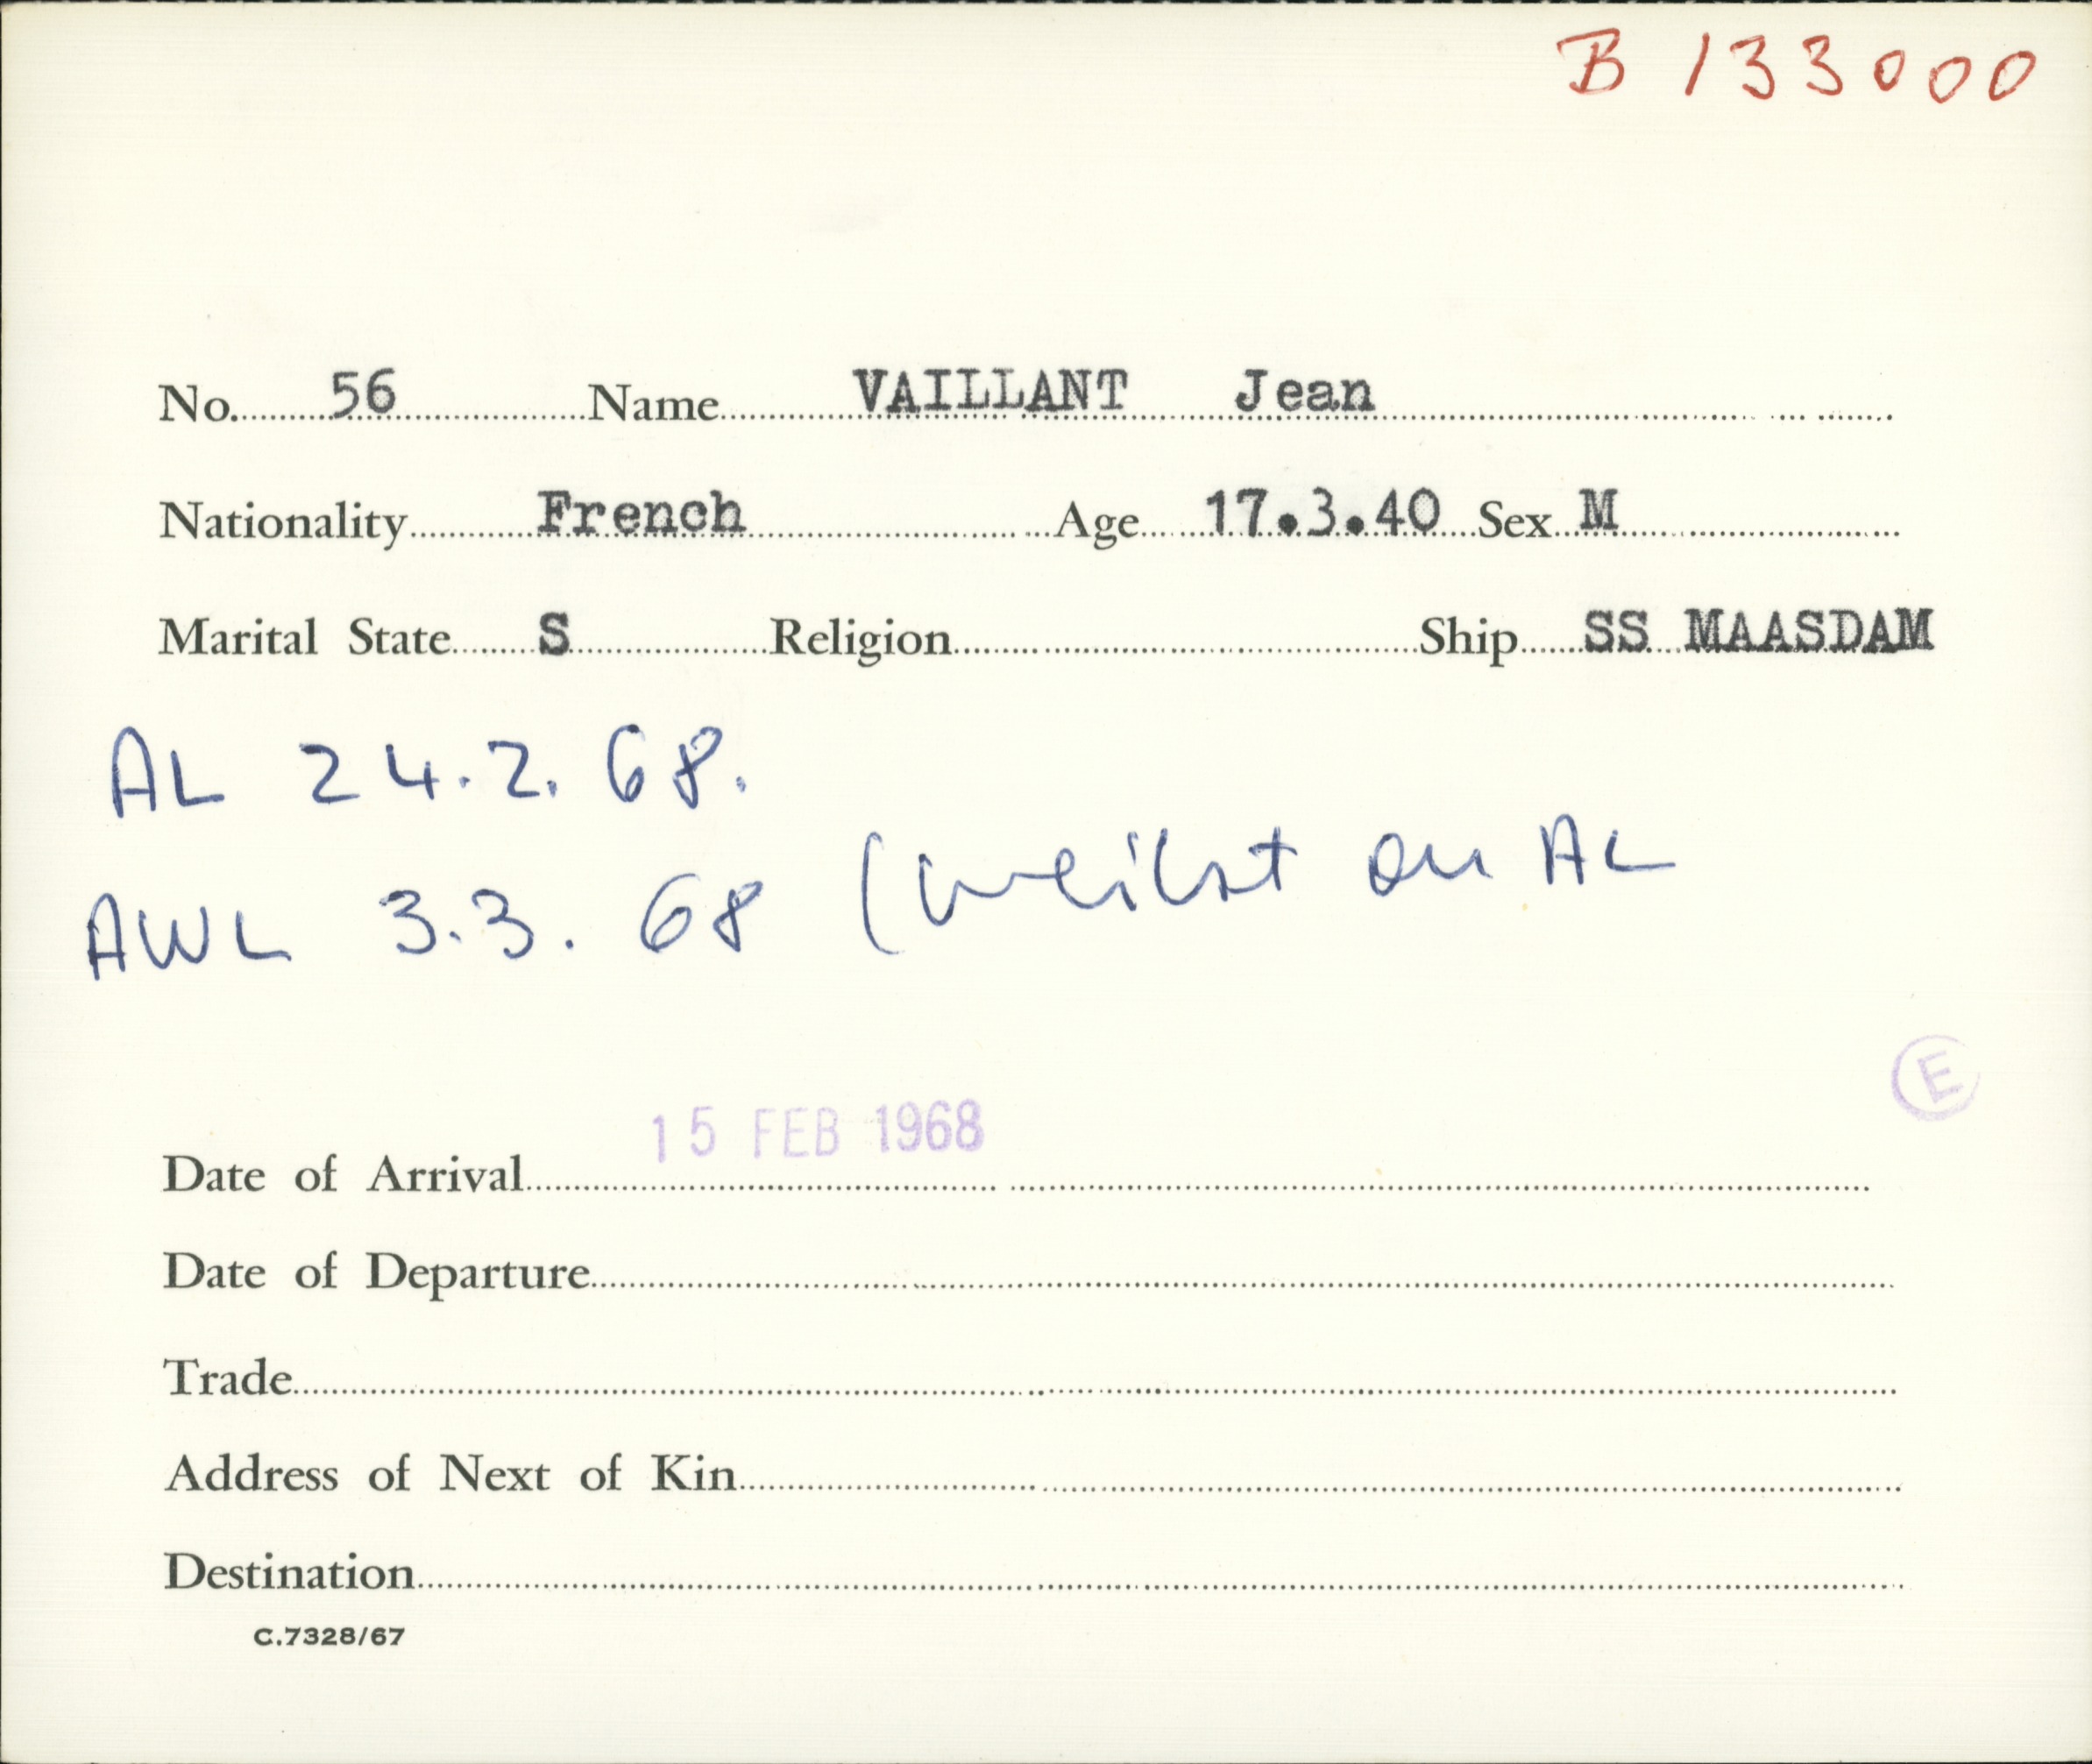 B 133000
No. 56 Name VAILLANT Jean
Nationality French Age 17.3.40 Sex M
Marital State S Religion Ship SS MAASDAM
AL 24.2.68.
AWL 3.3.68 (whilst on AL
E
15 FEB 1968
Date of Arrival
Date of Departure
Trade
Address of Next of Kin
Destination
C.7328/67